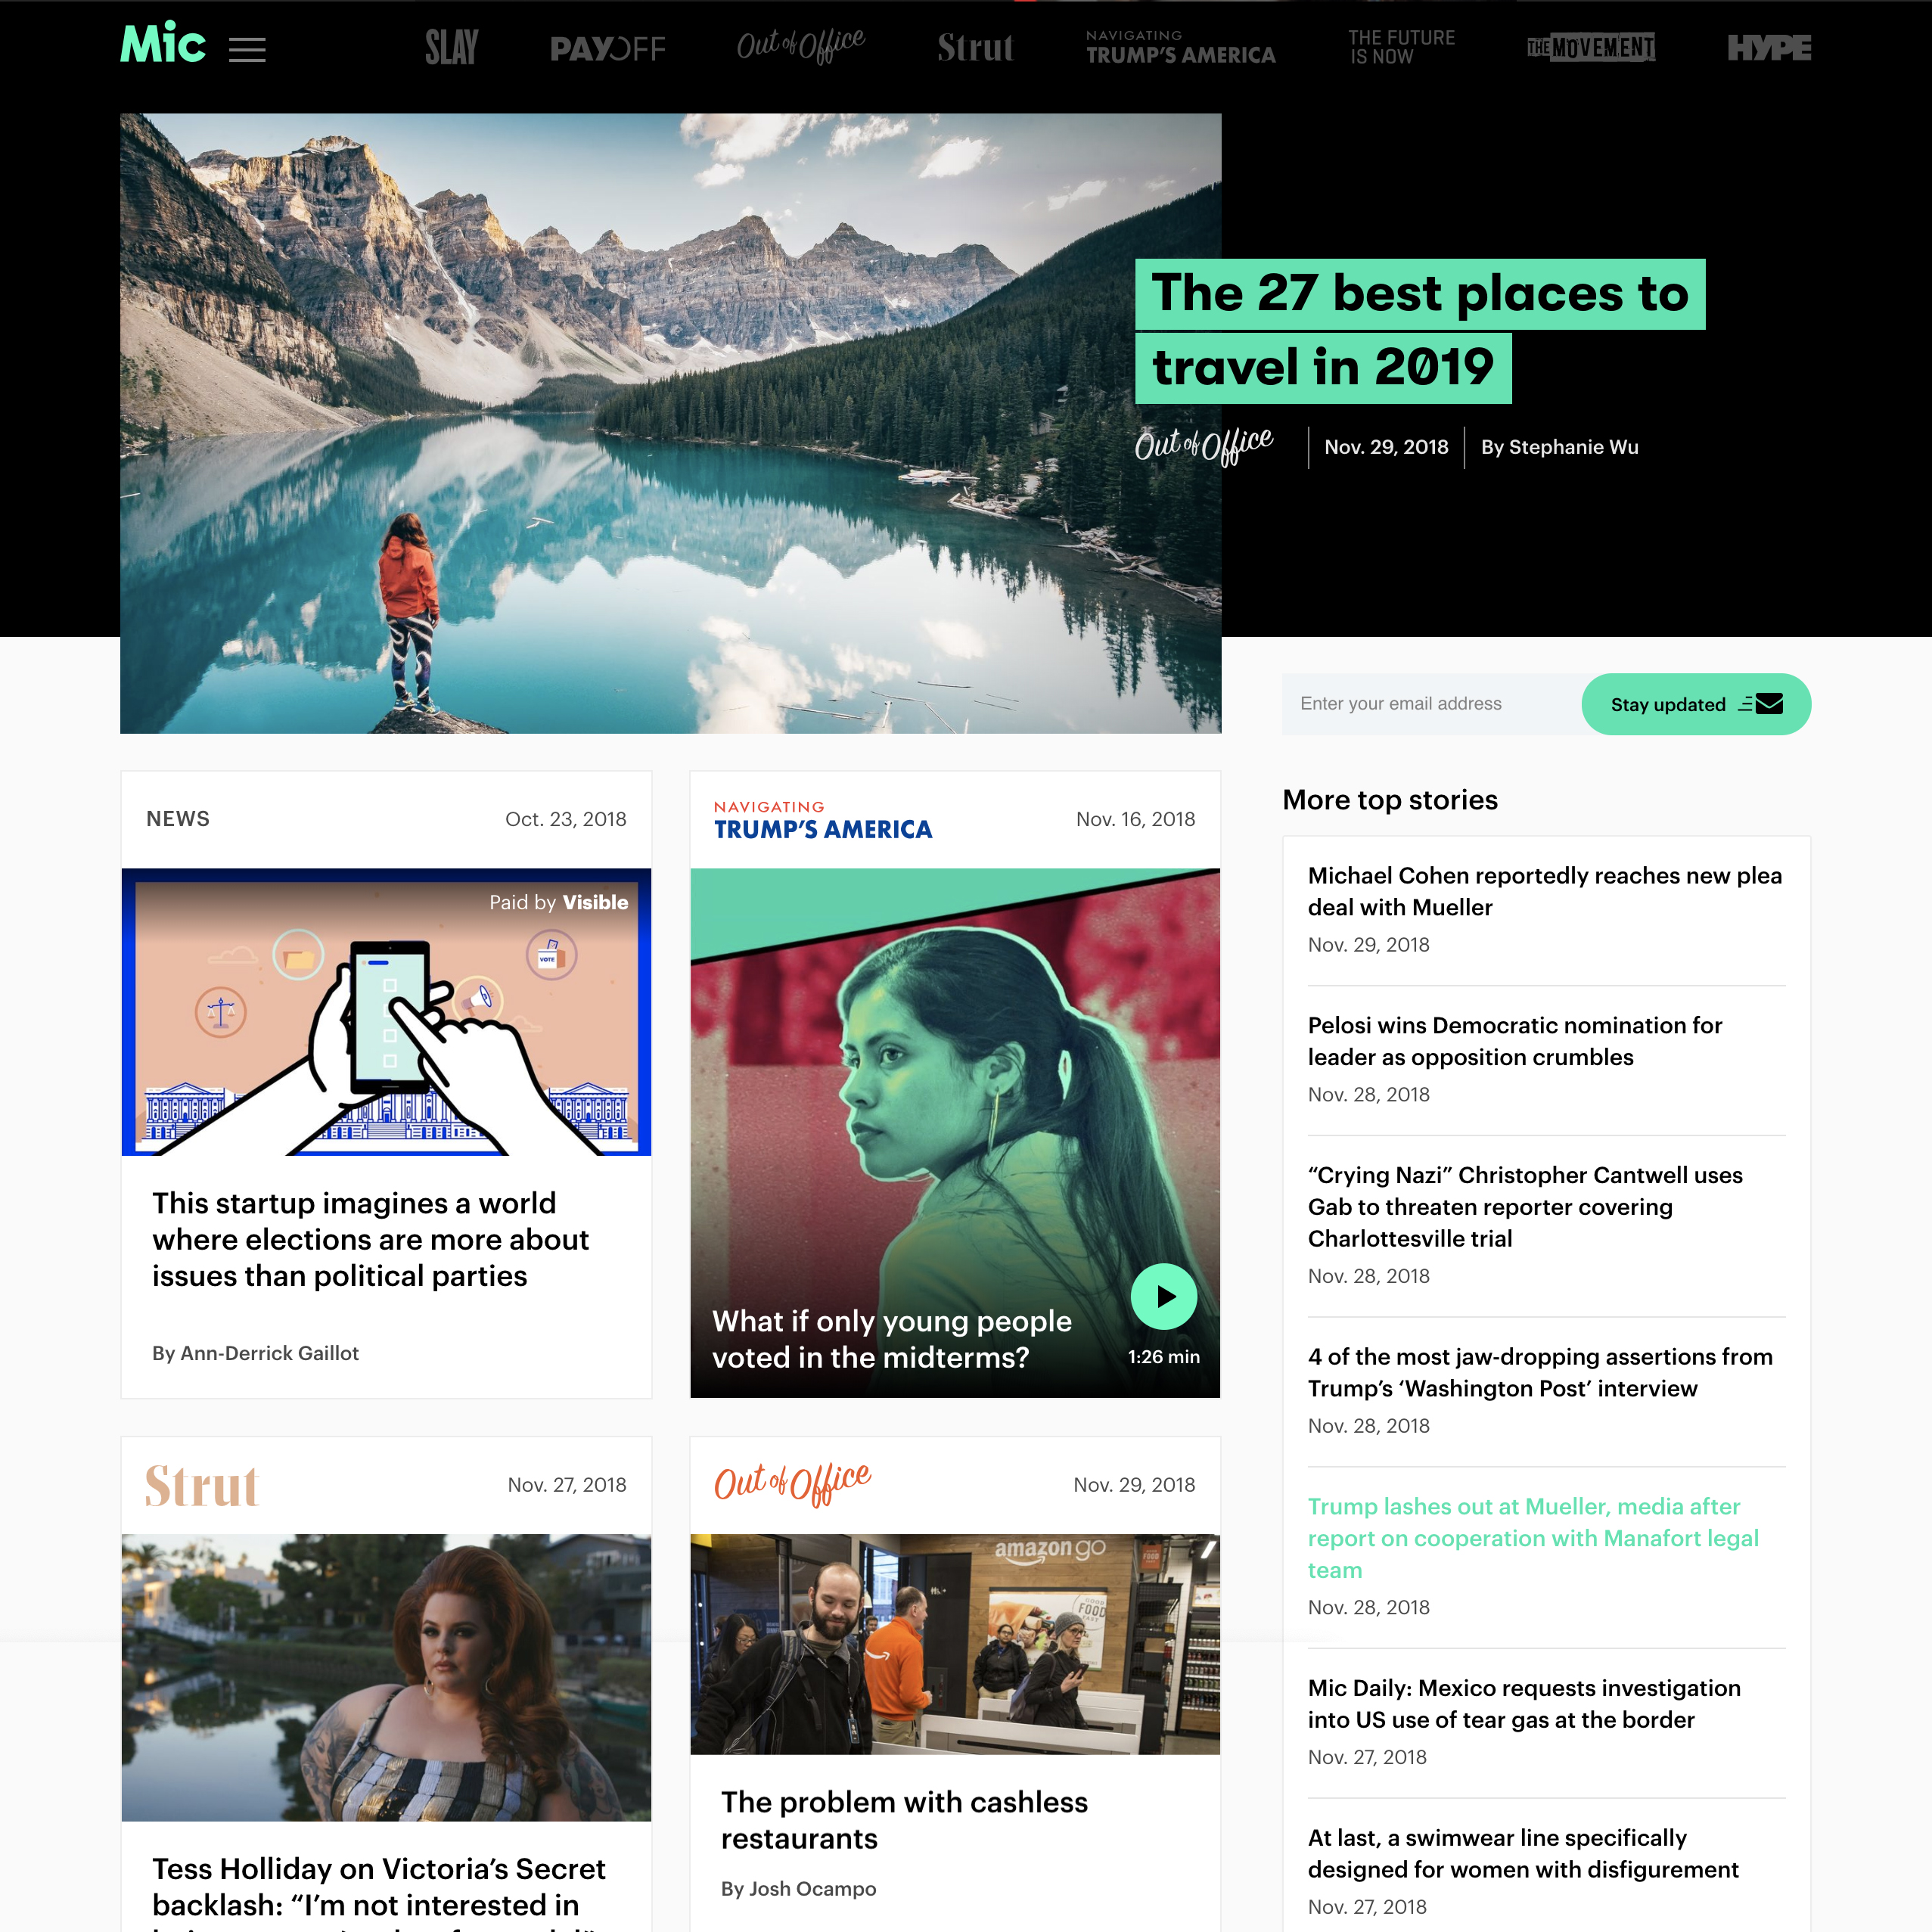 Mic
SLAY
PAYOFF
Out of Office
Strut
NAVIGATING
TRUMP'S AMERICA
THE FUTURE
IS NOW
THE MOVEMENT
HYPE
The 27 best places to
travel in 2019
Out of Office
Nov. 29, 2018
By Stephanie Wu
Enter your email address
Stay updated
NEWS
Oct. 23, 2018
Paid by Visible
VOTE
This startup imagines a world
where elections are more about
issues than political parties
By Ann-Derrick Gaillot
NAVIGATING
TRUMP'S AMERICA
Nov. 16, 2018
What if only young people
voted in the midterms?
1:26 min
Strut
Nov. 27, 2018
Tess Holliday on Victoria’s Secret
backlash: “I’m not interested in
Out of Office
Nov. 29, 2018
amazon go
GOOD
FOOD
FAST
The problem with cashless
restaurants
By Josh Ocampo
More top stories
Michael Cohen reportedly reaches new plea
deal with Mueller
Nov. 29, 2018
Pelosi wins Democratic nomination for
leader as opposition crumbles
Nov. 28, 2018
“Crying Nazi” Christopher Cantwell uses
Gab to threaten reporter covering
Charlottesville trial
Nov. 28, 2018
4 of the most jaw-dropping assertions from
Trump’s ‘Washington Post’ interview
Nov. 28, 2018
Trump lashes out at Mueller, media after
report on cooperation with Manafort legal
team
Nov. 28, 2018
Mic Daily: Mexico requests investigation
into US use of tear gas at the border
Nov. 27, 2018
At last, a swimwear line specifically
designed for women with disfigurement
Nov. 27, 2018